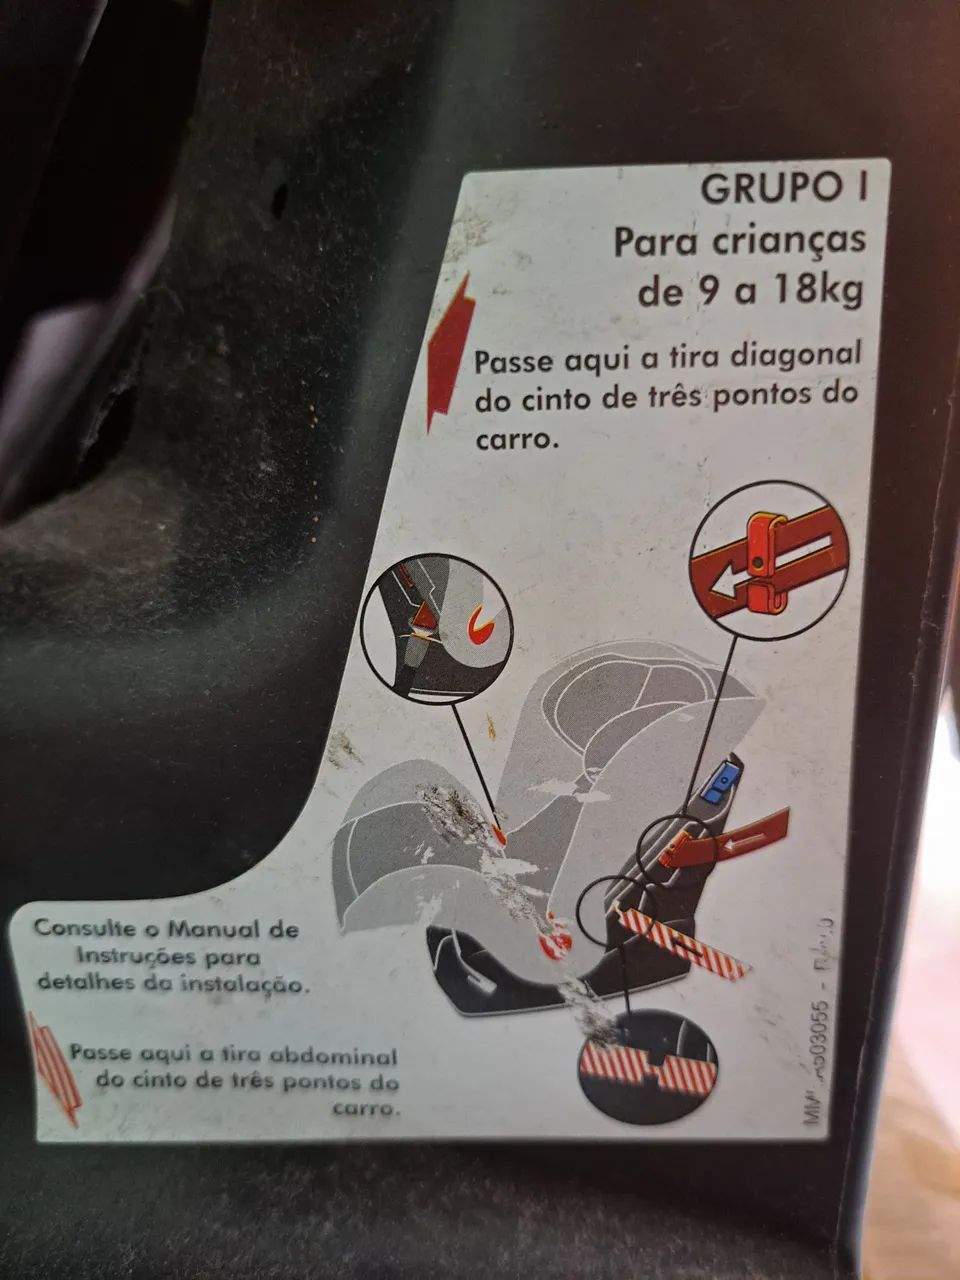 GRUPO I
Para crianças
de 9 a 18kg
Passe aqui a tira diagonal
do cinto de três pontos do
carro.
Consulte o Manual de
Instruções para
detalhes da instalação.
Passe aqui a tira abdominal
do cinto de três pontos do
carro.